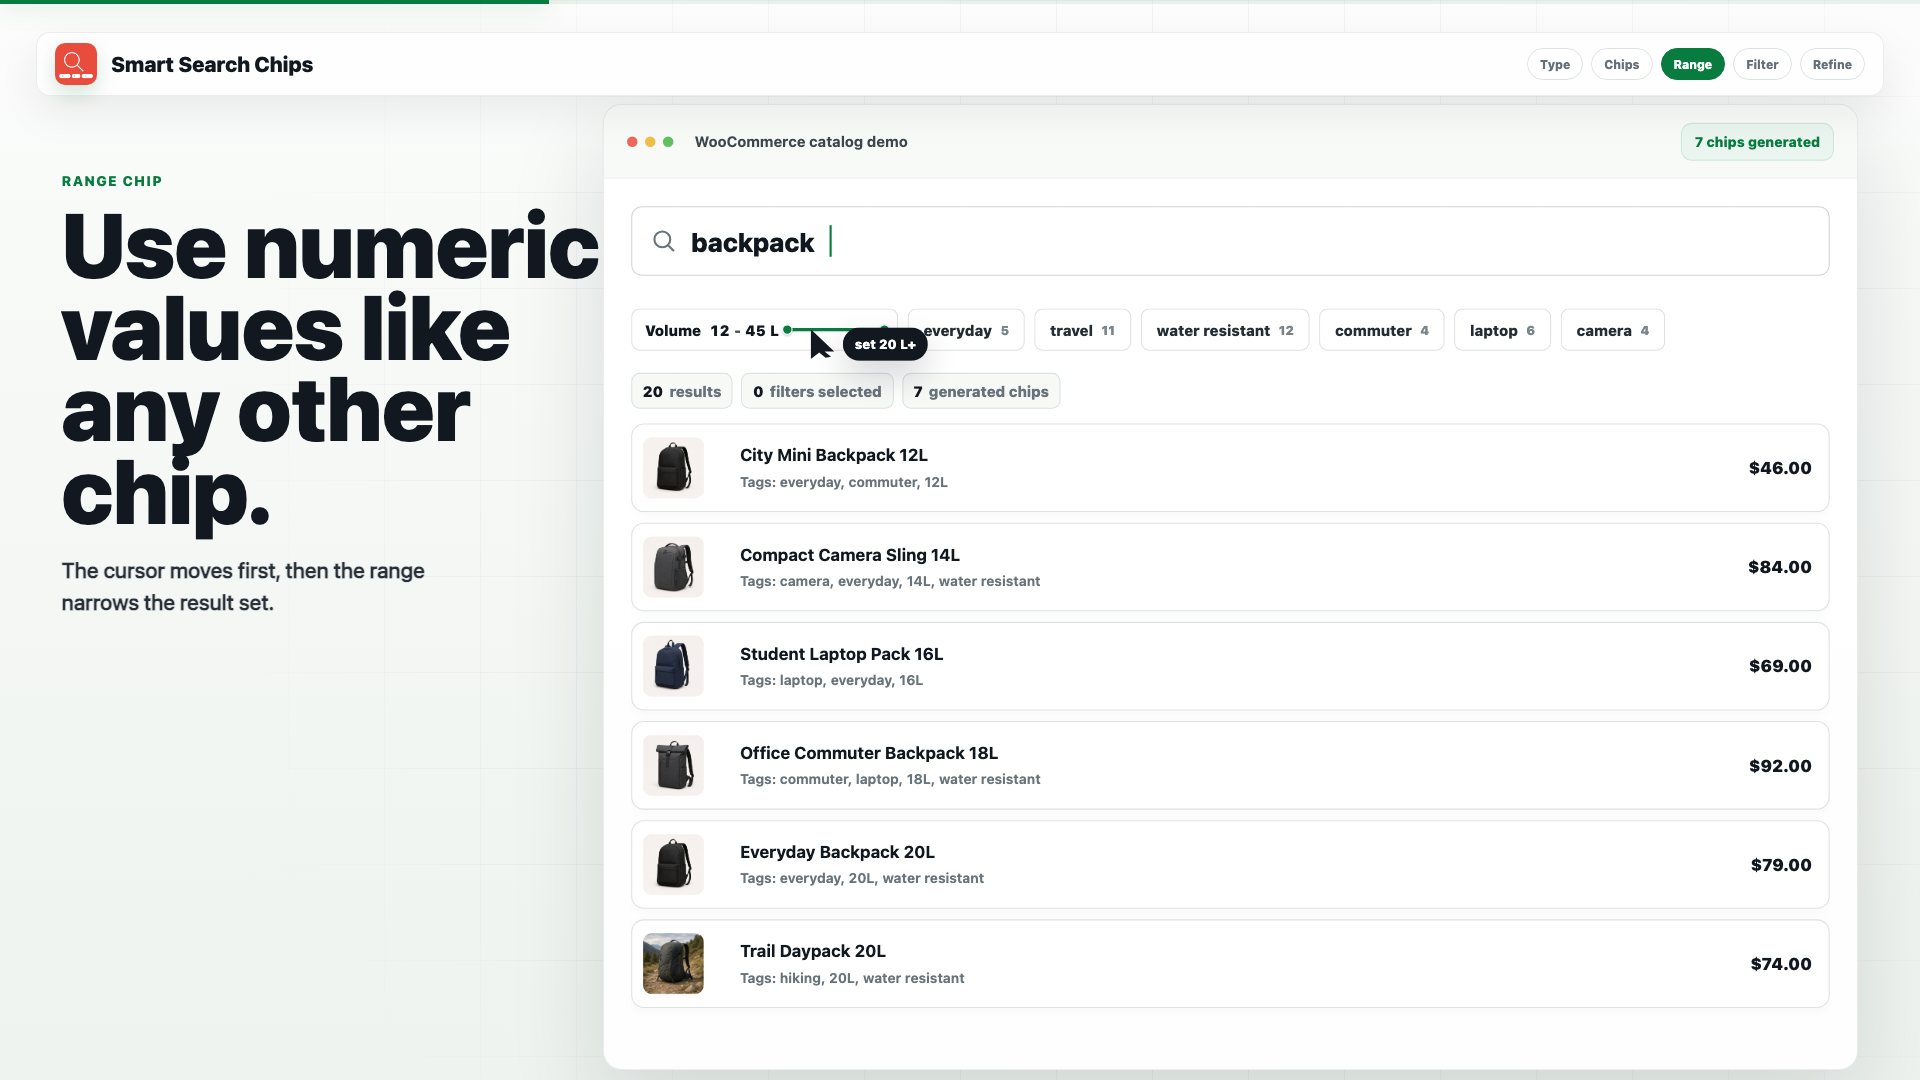 Smart Search Chips
Type
Chips
Range
Filter
Refine
RANGE CHIP
Use numeric
values like
any other
chip.
The cursor moves first, then the range
narrows the result set.
WooCommerce catalog demo
7 chips generated
backpack
Volume 12 - 45 L
set 20 L+
everyday 5
travel 11
water resistant 12
commuter 4
laptop 6
camera 4
20 results
0 filters selected
7 generated chips
City Mini Backpack 12L
Tags: everyday, commuter, 12L
$46.00
Compact Camera Sling 14L
Tags: camera, everyday, 14L, water resistant
$84.00
Student Laptop Pack 16L
Tags: laptop, everyday, 16L
$69.00
Office Commuter Backpack 18L
Tags: commuter, laptop, 18L, water resistant
$92.00
Everyday Backpack 20L
Tags: everyday, 20L, water resistant
$79.00
Trail Daypack 20L
Tags: hiking, 20L, water resistant
$74.00